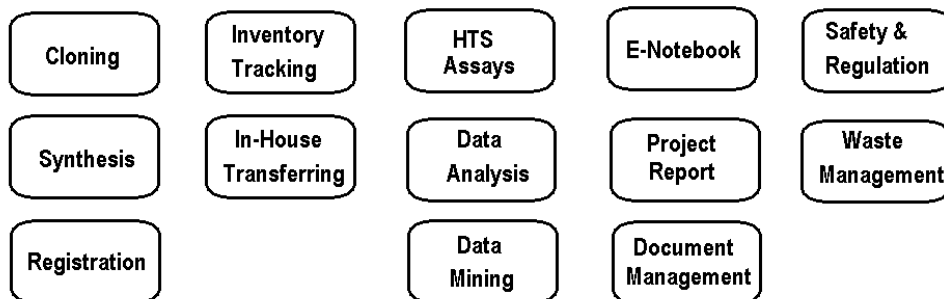 Cloning
Inventory
Tracking
HTS
Assays
E-Notebook
Safety &
Regulation
Synthesis
In-House
Transferring
Data
Analysis
Project
Report
Waste
Management
Registration
Data
Mining
Document
Management